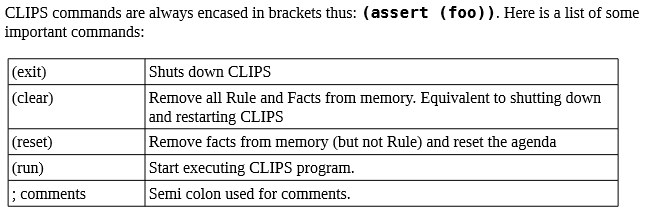 CLIPS commands are always encased in brackets thus: (assert (foo)). Here is a list of some
important commands:
(exit) Shuts down CLIPS
(clear) Remove all Rule and Facts from memory. Equivalent to shutting down
and restarting CLIPS
(reset) Remove facts from memory (but not Rule) and reset the agenda
(run) Start executing CLIPS program.
; comments Semi colon used for comments.